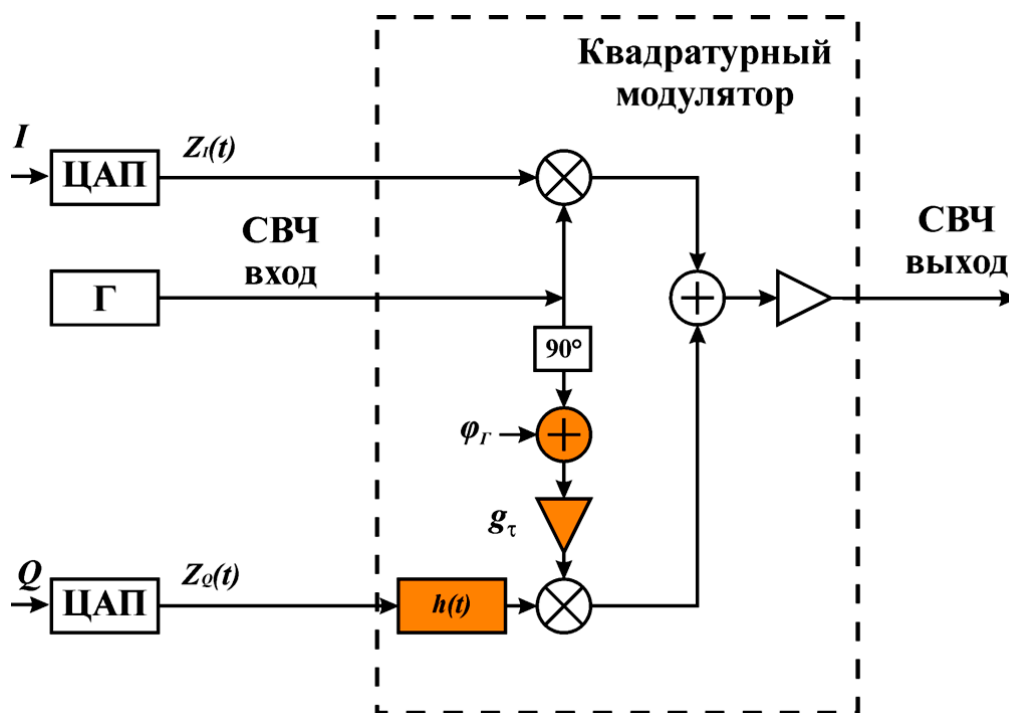 Квадратурный
модулятор
I
ЦАП
Z_I(t)
СВЧ
вход
Г
СВЧ
выход
90°
φ_Г
g_τ
Q
ЦАП
Z_Q(t)
h(t)